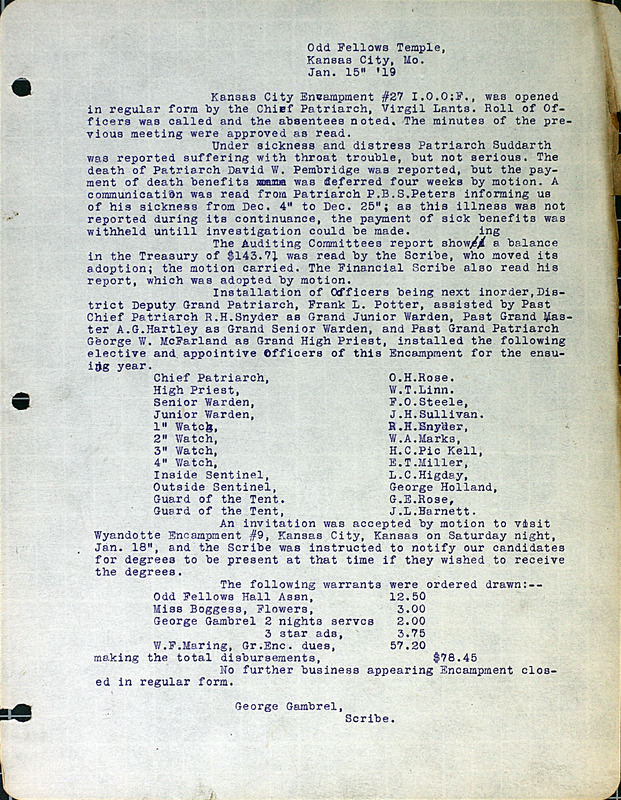 Odd Fellows Temple,
Kansas City, Mo.
Jan. 15" '19
Kansas City Encampment #27 I.O.O;F., was opened
in regular form by the Chief Patriarch, Virgil Lants. Roll of Of-
ficers was called and the absentees noted. The minutes of the pre-
vious meeting were approved as read.
Under sickness and distress Patriarch Suddarth
was reported suffering with throat trouble, but not serious. The
death of Patriarch David W. Pembridge was reported, but the pay-
ment of death benefits was deferred four weeks by motion. A
communication was read from Patriarch P.B.S.Peters informing us
of his sickness from Dec. 4" to Dec. 25"; as this illness was not
reported during its continuance, the payment of sick benefits was
withheld untill investigation could be made. ing
The Auditing Committees report showed a balance
in the Treasury of $143.71 was read by the Scribe, who moved its
adoption; the motion carried. The Financial Scribe also read his
report, which was adopted by motion.
Installation of Officers being next inorder,Dis-
trict Deputy Grand Patriarch, Frank L. Potter, assisted by Past
Chief Patriarch R.H.Snyder as Grand Junior Warden, Past Grand Mas-
ter A.G.Hartley as Grand Senior Warden, and Past Grand Patriarch
George W. McFarland as Grand High Priest, installed the following
elective and appointive Officers of this Encampment for the ensu-
ing year.
Chief Patriarch, O.H.Rose.
High Priest, W.T.Linn.
Senior Warden, F.O.Steele,
Junior Warden, J.H.Sullivan.
1" Watch, R.H.Snyder,
2" Watch, W.A.Marks,
3" Watch, H.C.Pic Kell,
4" Watch, E.T.Miller,
Inside Sentinel, L.C.Higday,
Outside Sentinel, George Holland,
Guard of the Tent. G.E.Rose,
Guard of the Tent, J.L.Barnett.
An invitation was accepted by motion to visit
Wyandotte Encampment #9, Kansas City, Kansas on Saturday night,
Jan. 18", and the Scribe was instructed to notify our candidates
for degrees to be present at that time if they wished to receive
the degrees.
The following warrants were ordered drawn:--
Odd Fellows Hall Assn, 12.50
Miss Boggess, Flowers, 3.00
George Gambrel 2 nights servcs 2.00
3 star ads, 3.75
W.F.Maring, Gr.Enc. dues, 57.20
making the total disbursements, $78.45
No further business appearing Encampment clos-
ed in regular form.
George Gambrel,
Scribe.